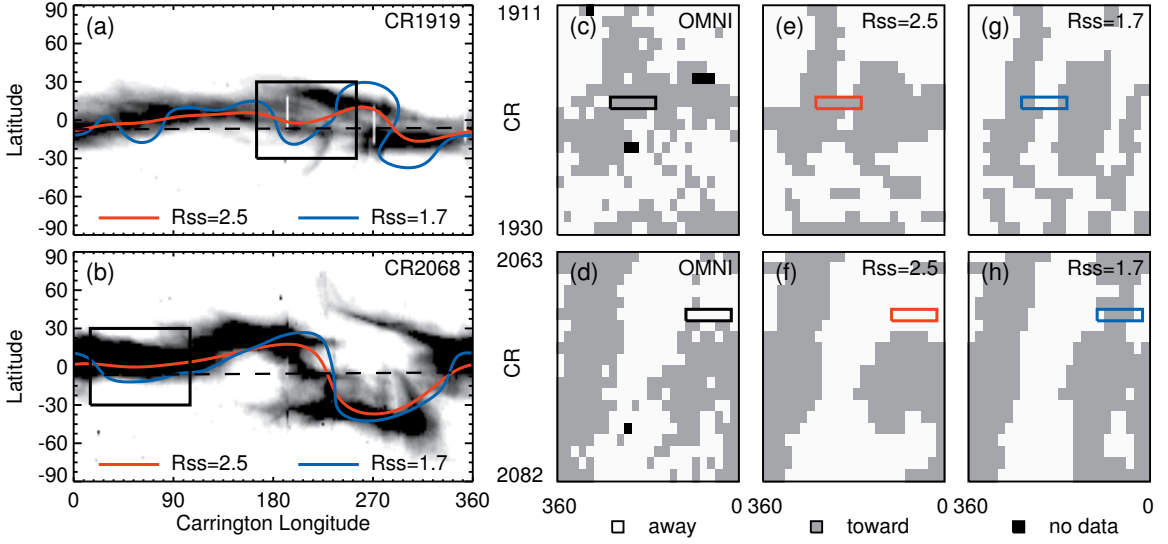 (a) CR1919
90
60
30
0
-30
-60
-90
Latitude
Rss=2.5 Rss=1.7
(b) CR2068
90
60
30
0
-30
-60
-90
Latitude
Rss=2.5 Rss=1.7
0 90 180 270 360
Carrington Longitude
1911 (c) OMNI (e) Rss=2.5 (g) Rss=1.7
CR
1930
2063 (d) OMNI (f) Rss=2.5 (h) Rss=1.7
CR
2082
360 0 360 0 360 0
away toward no data